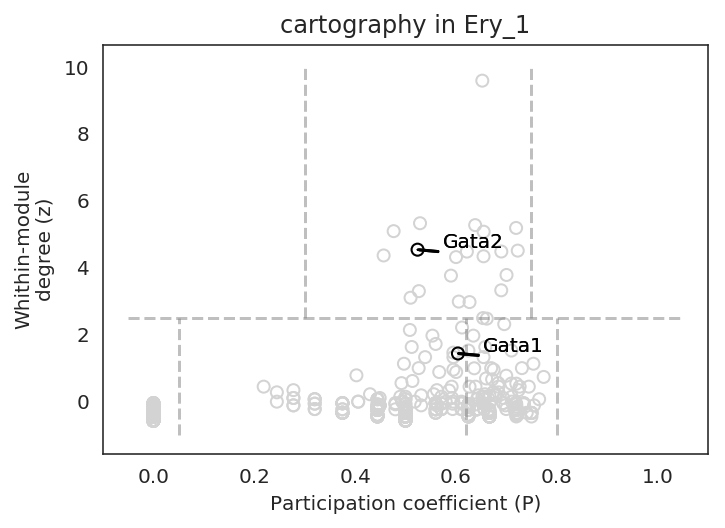 cartography in Ery_1
Whithin-module
degree (z)
10
8
6
4
2
0
Gata2
Gata1
0.0 0.2 0.4 0.6 0.8 1.0
Participation coefficient (P)